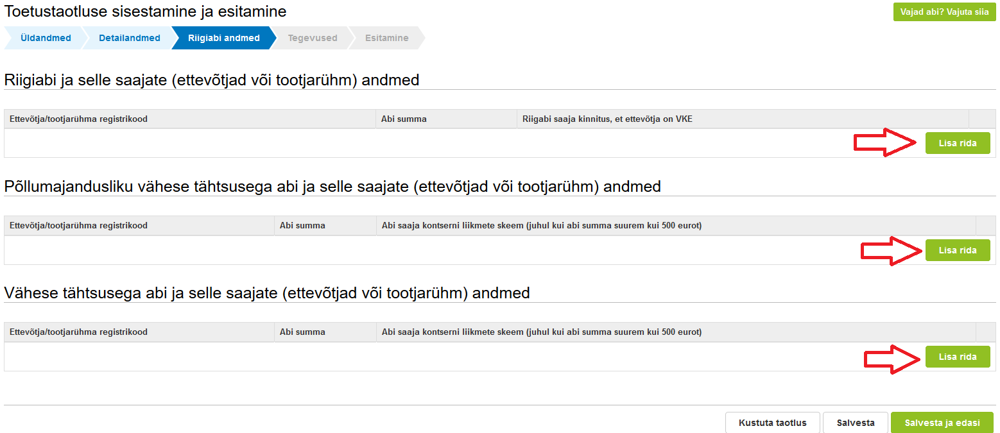 Toetustaotluse sisestamine ja esitamine
Vajad abi? Vajuta siia
Üldandmed
Detailandmed
Riigiabi andmed
Tegevused
Esitamine
Riigiabi ja selle saajate (ettevõtjad või tootjarühm) andmed
Ettevõtja/tootjarühma registrikood
Abi summa
Riigabi saaja kinnitus, et ettevõtja on VKE
Lisa rida
Põllumajandusliku vähese tähtsusega abi ja selle saajate (ettevõtjad või tootjarühm) andmed
Ettevõtja/tootjarühma registrikood
Abi summa
Abi saaja kontserni liikmete skeem (juhul kui abi summa suurem kui 500 eurot)
Lisa rida
Vähese tähtsusega abi ja selle saajate (ettevõtjad või tootjarühm) andmed
Ettevõtja/tootjarühma registrikood
Abi summa
Abi saaja kontserni liikmete skeem (juhul kui abi summa suurem kui 500 eurot)
Lisa rida
Kustuta taotlus
Salvesta
Salvesta ja edasi